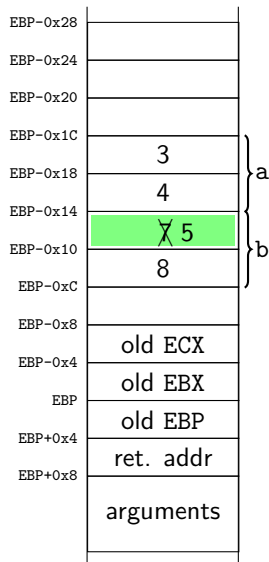 EBP-0x28
EBP-0x24
EBP-0x20
EBP-0x1C
3
EBP-0x18
a
4
EBP-0x14
7 5
EBP-0x10
b
8
EBP-0xC
EBP-0x8
old ECX
EBP-0x4
old EBX
EBP
old EBP
EBP+0x4
ret. addr
EBP+0x8
arguments